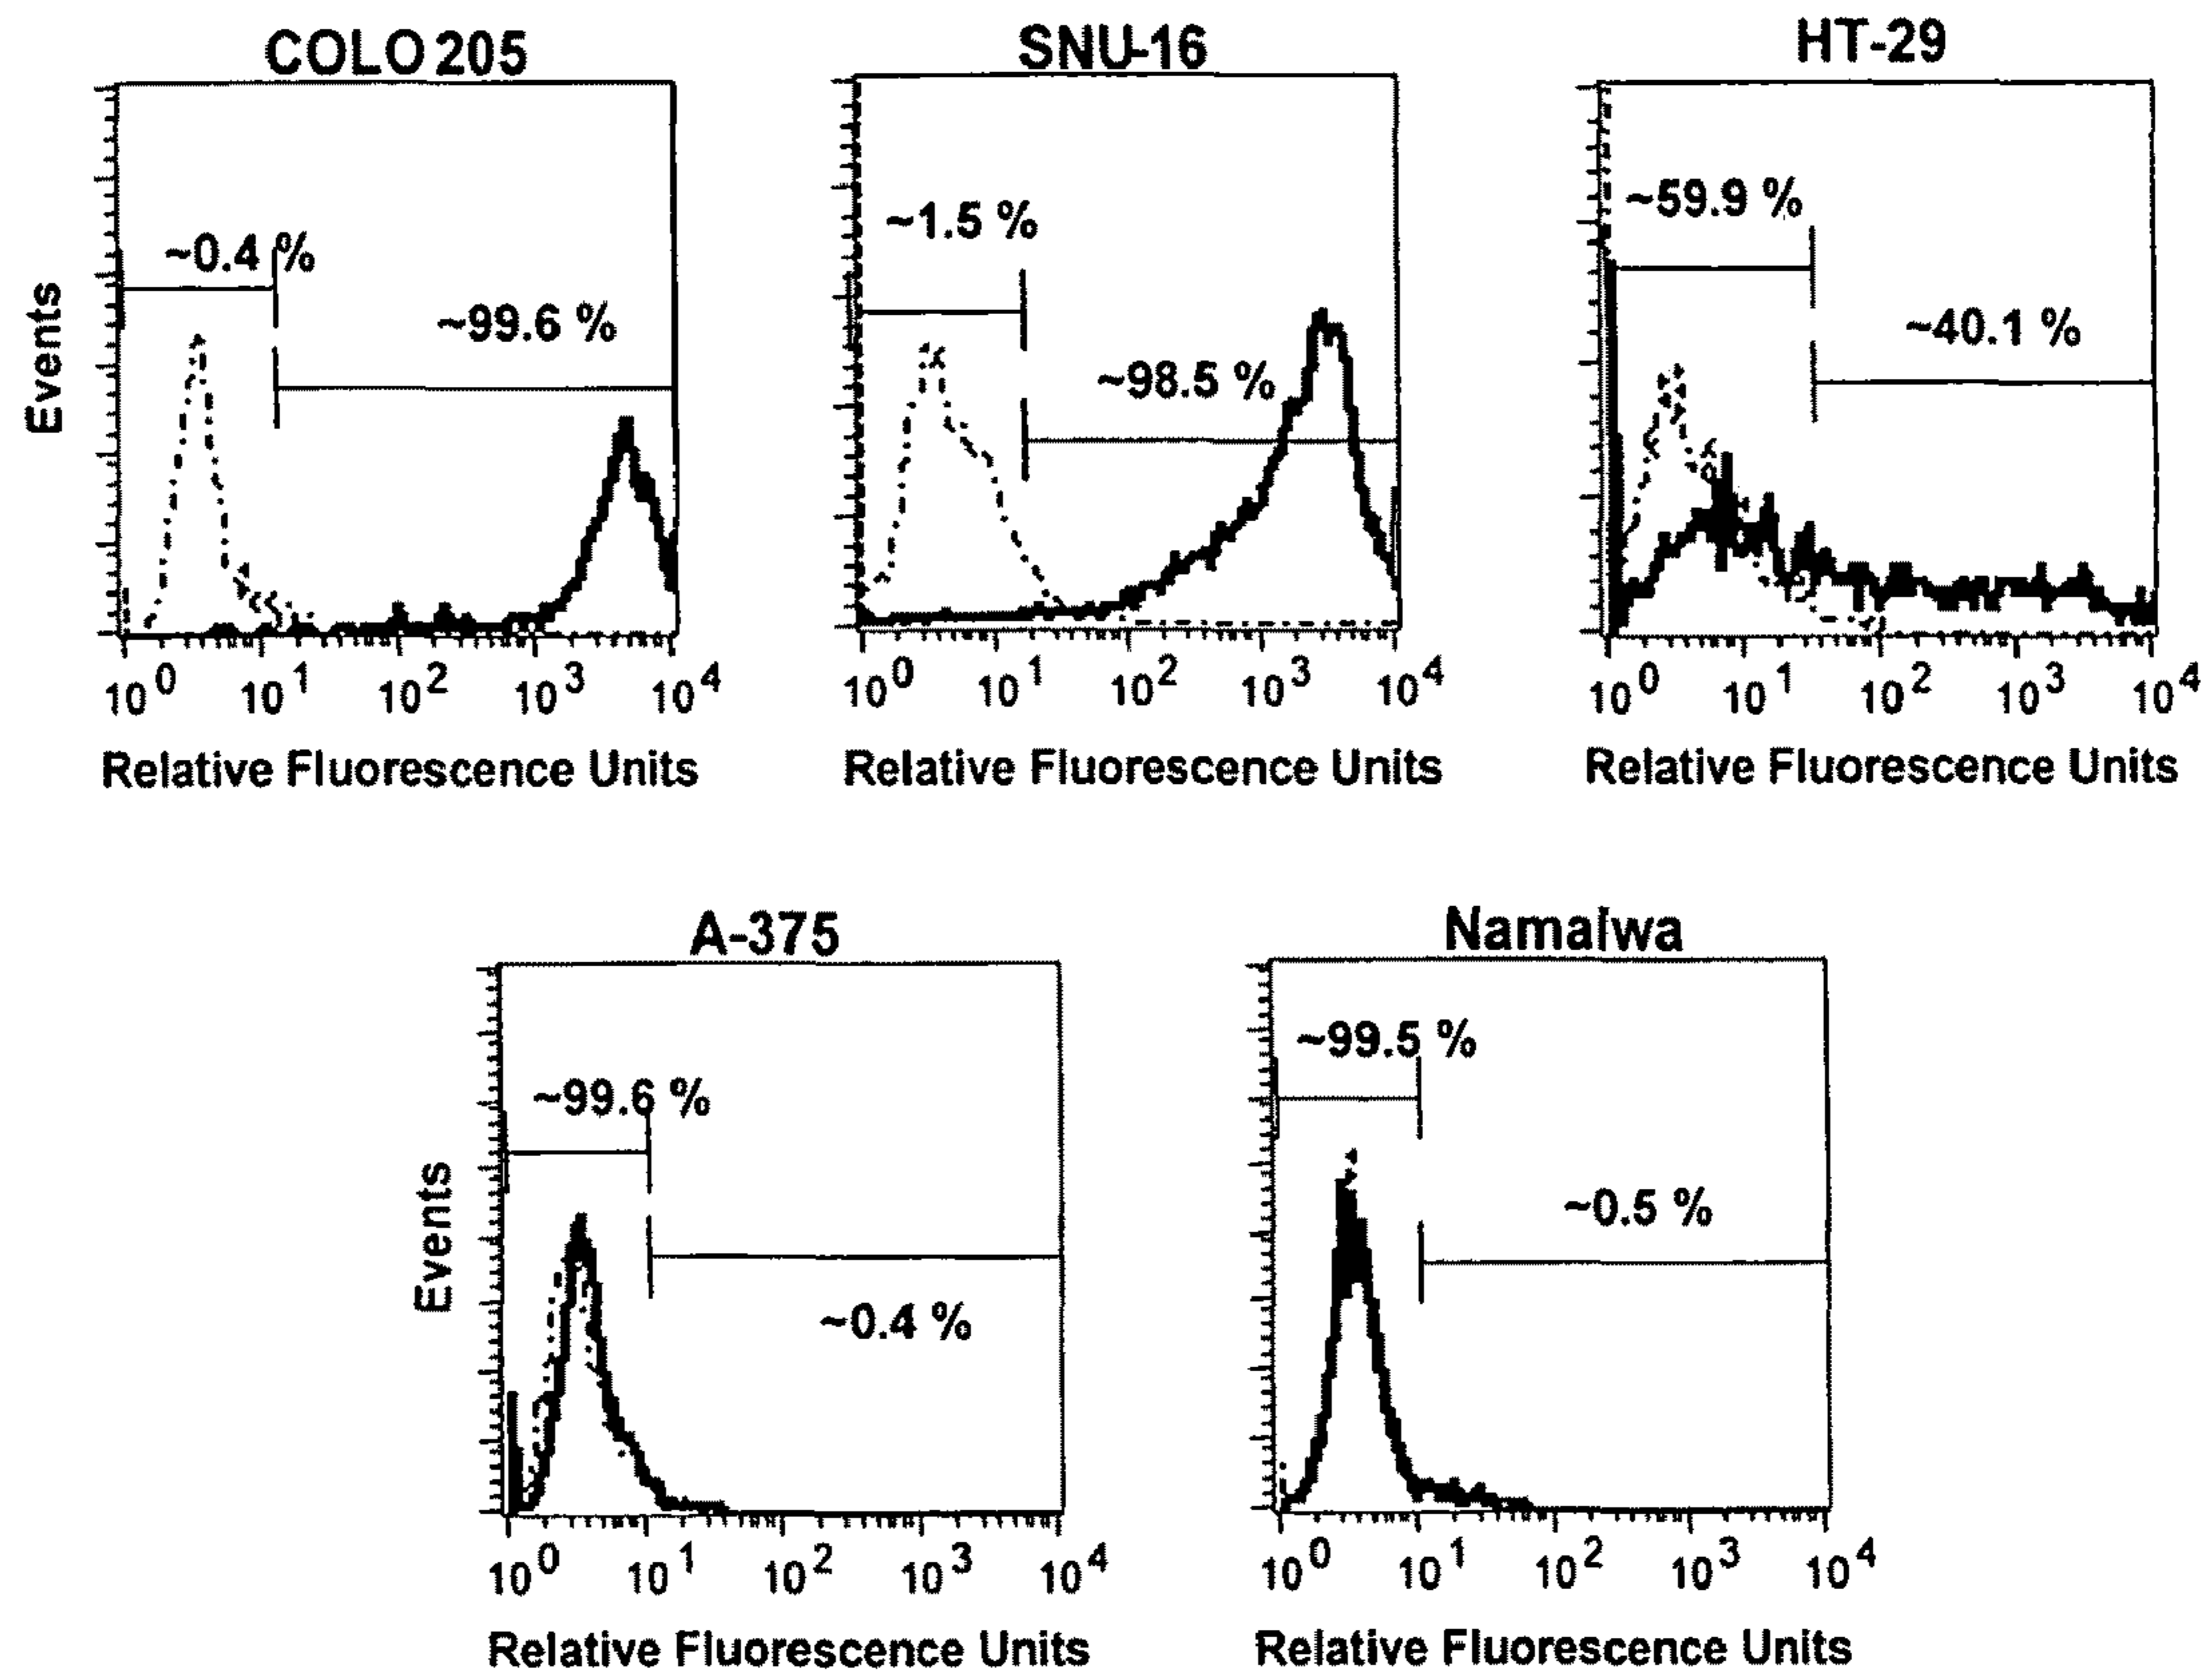 COLO 205 SNU-16 HT-29
~0.4 % ~99.6 %
~1.5 % ~98.5 %
~59.9 % ~40.1 %
Events
10^0 10^1 10^2 10^3 10^4 10^0 10^1 10^2 10^3 10^4 10^0 10^1 10^2 10^3 10^4
Relative Fluorescence Units Relative Fluorescence Units Relative Fluorescence Units
A-375 Namalwa
~99.6 % ~0.4 %
~99.5 % ~0.5 %
Events
10^0 10^1 10^2 10^3 10^4 10^0 10^1 10^2 10^3 10^4
Relative Fluorescence Units Relative Fluorescence Units